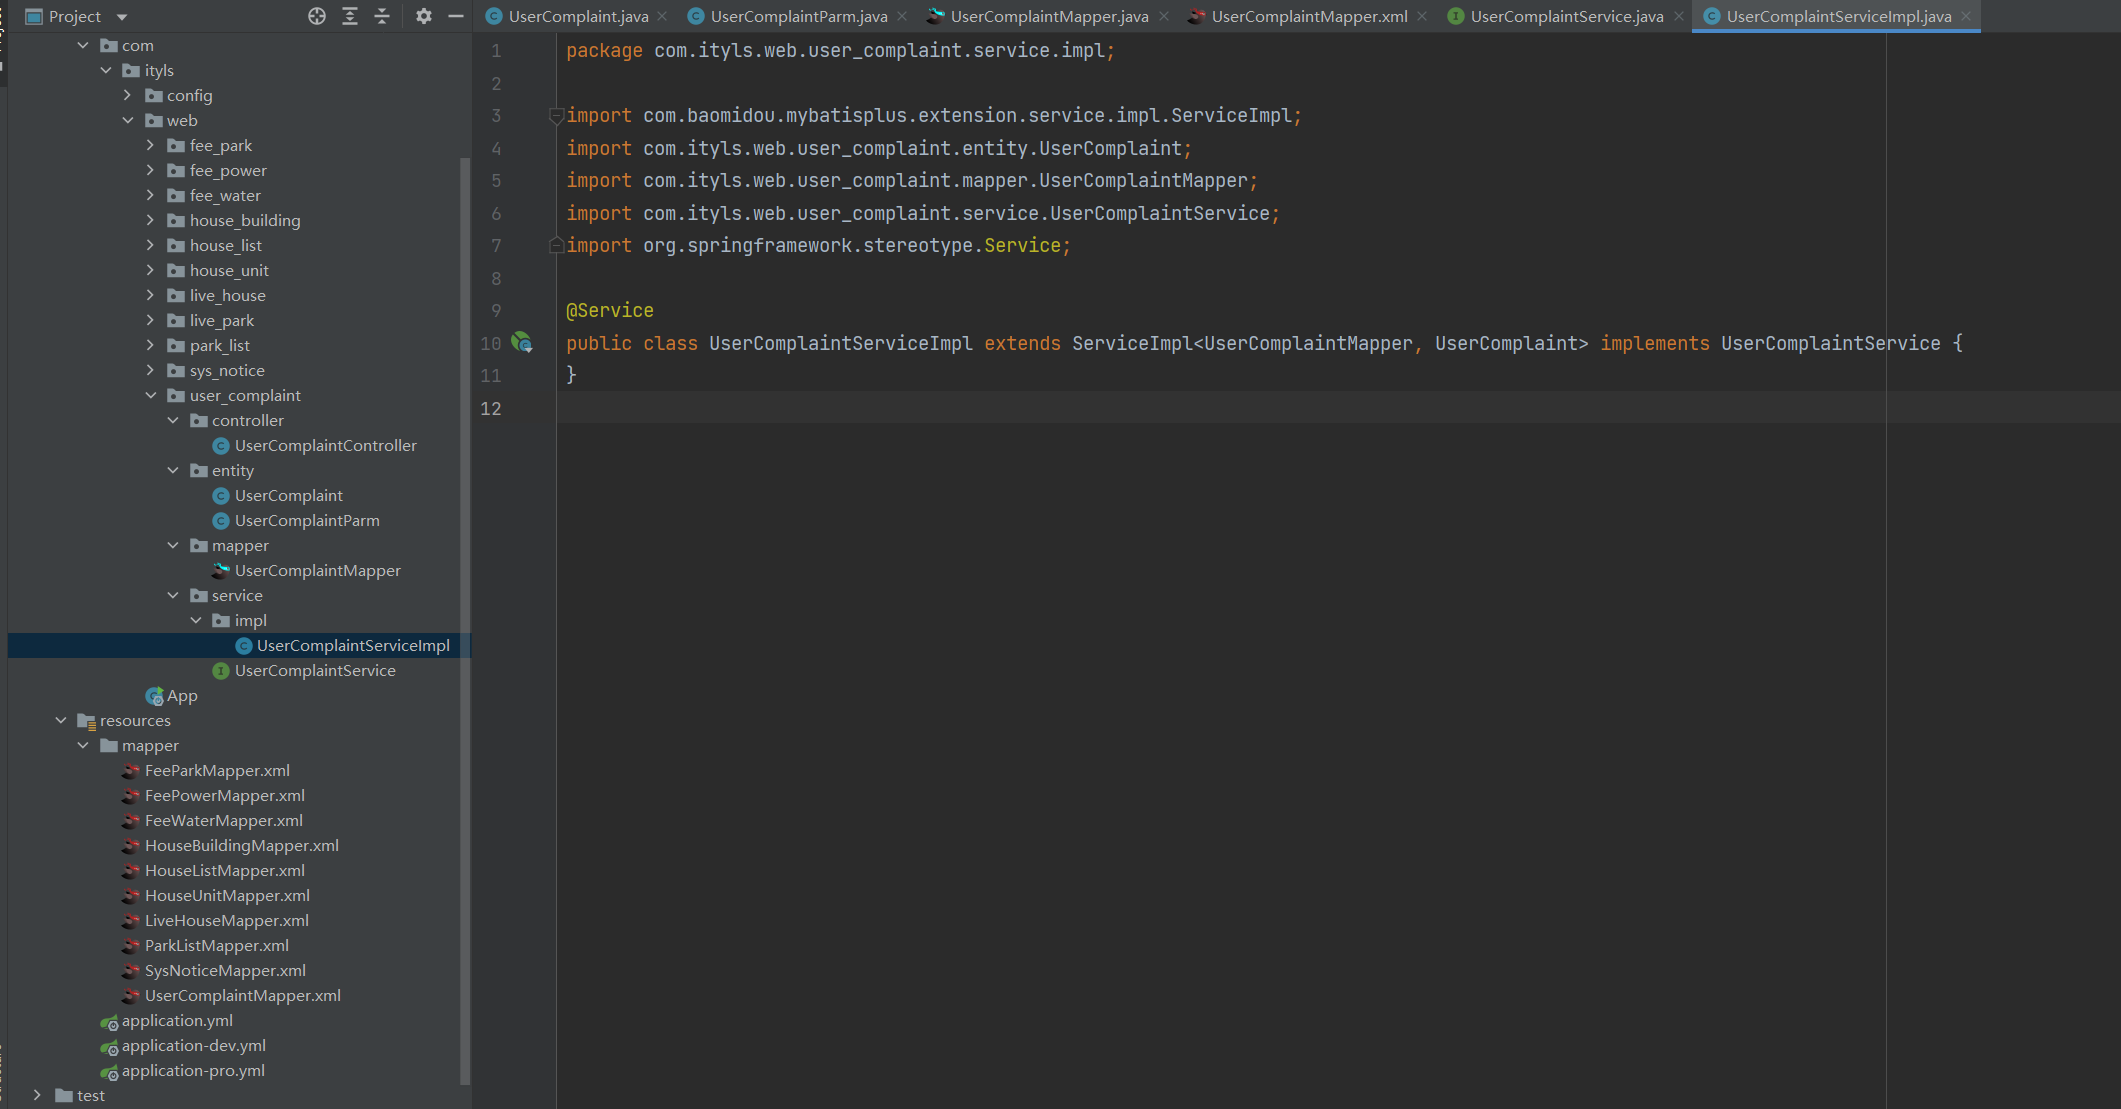 Project
UserComplaint.java
UserComplaintParm.java
UserComplaintMapper.java
UserComplaintMapper.xml
UserComplaintService.java
UserComplaintServiceImpl.java
com
ityls
config
web
fee_park
fee_power
fee_water
house_building
house_list
house_unit
live_house
live_park
park_list
sys_notice
user_complaint
controller
UserComplaintController
entity
UserComplaint
UserComplaintParm
mapper
UserComplaintMapper
service
impl
UserComplaintServiceImpl
UserComplaintService
App
resources
mapper
FeeParkMapper.xml
FeePowerMapper.xml
FeeWaterMapper.xml
HouseBuildingMapper.xml
HouseListMapper.xml
HouseUnitMapper.xml
LiveHouseMapper.xml
ParkListMapper.xml
SysNoticeMapper.xml
UserComplaintMapper.xml
application.yml
application-dev.yml
application-pro.yml
test
1 package com.ityls.web.user_complaint.service.impl;
2
3 import com.baomidou.mybatisplus.extension.service.impl.ServiceImpl;
4 import com.ityls.web.user_complaint.entity.UserComplaint;
5 import com.ityls.web.user_complaint.mapper.UserComplaintMapper;
6 import com.ityls.web.user_complaint.service.UserComplaintService;
7 import org.springframework.stereotype.Service;
8
9 @Service
10 public class UserComplaintServiceImpl extends ServiceImpl<UserComplaintMapper, UserComplaint> implements UserComplaintService {
11 }
12